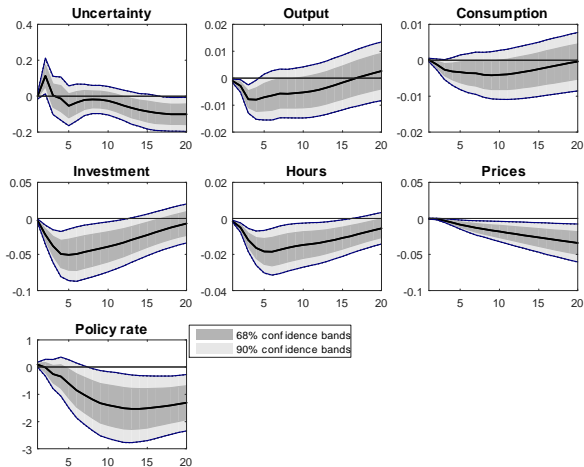 Uncertainty
0.4
0.2
0
-0.2
5 10 15 20
Output
0.02
0.01
0
-0.01
-0.02
5 10 15 20
Consumption
0.01
0
-0.01
-0.02
5 10 15 20
Investment
0.05
0
-0.05
-0.1
5 10 15 20
Hours
0.02
0
-0.02
-0.04
5 10 15 20
Prices
0.05
0
-0.05
-0.1
5 10 15 20
Policy rate
1
0
-1
-2
-3
5 10 15 20
68% confidence bands
90% confidence bands